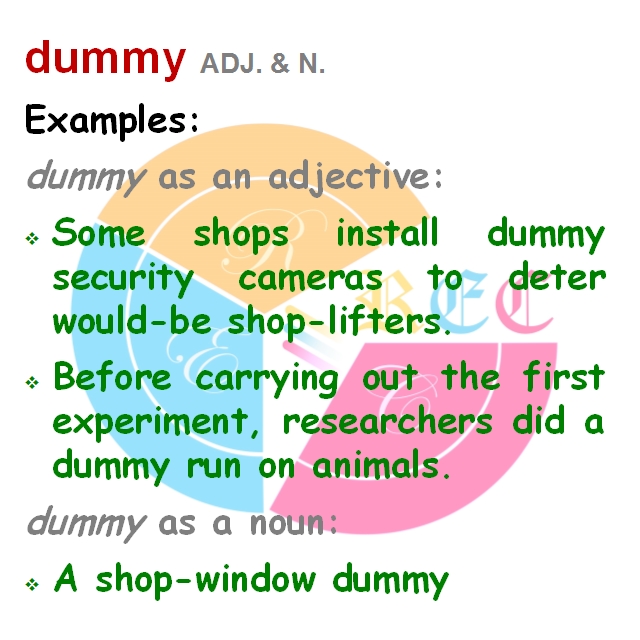 dummy ADJ. & N.
Examples:
dummy as an adjective:
❖ Some shops install dummy
security cameras to deter
would-be shop-lifters.
❖ Before carrying out the first
experiment, researchers did a
dummy run on animals.
dummy as a noun:
❖ A shop-window dummy
R E C
R
E
C